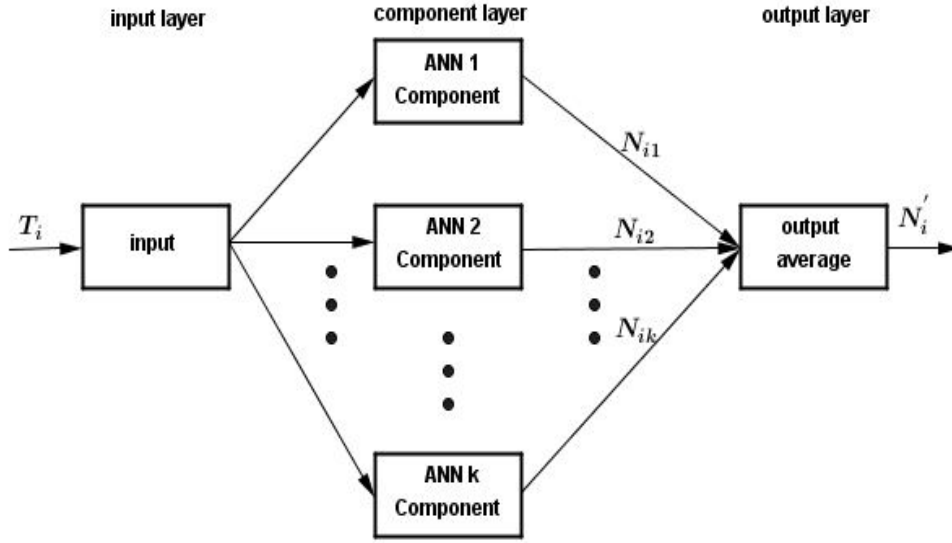 input layer
component layer
output layer
ANN 1
Component
N_{i1}
T_i
input
ANN 2
Component
N_{i2}
output
average
N_i^'
N_{ik}
ANN k
Component